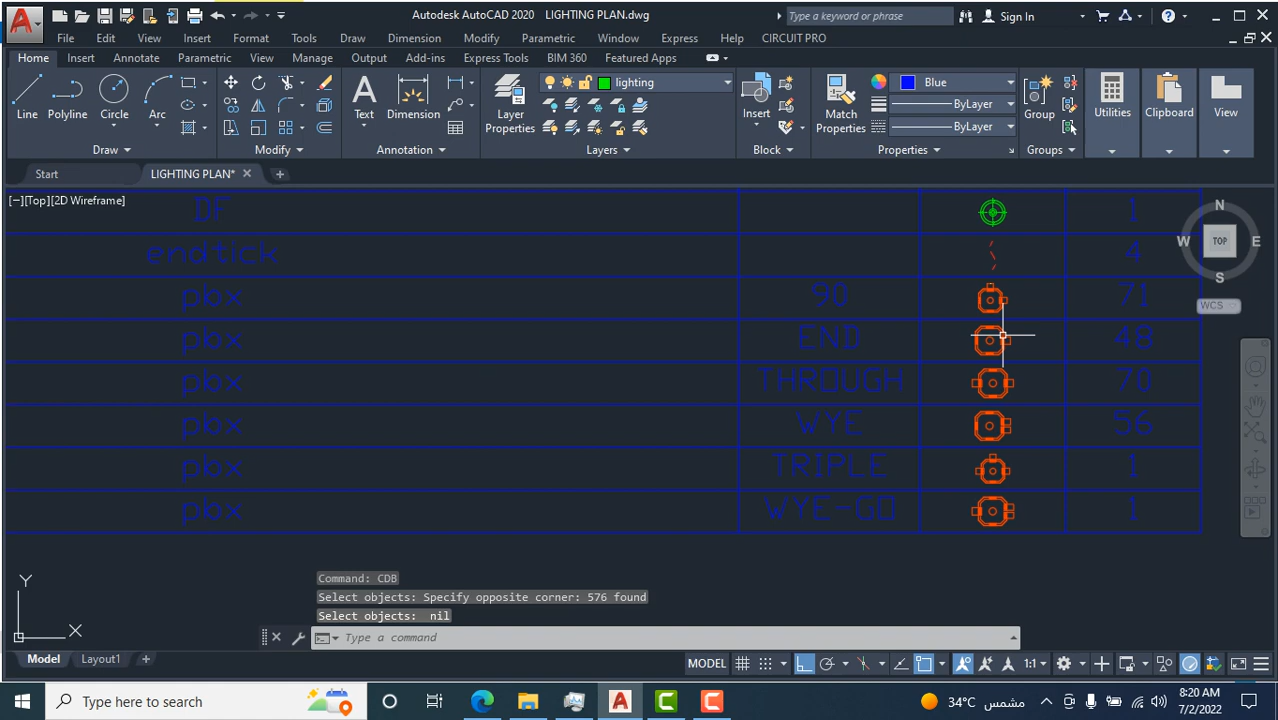 Autodesk AutoCAD 2020 LIGHTING PLAN.dwg
Type a keyword or phrase
Sign In
File Edit View Insert Format Tools Draw Dimension Modify Parametric Window Express Help CIRCUIT PRO
Home Insert Annotate Parametric View Manage Output Add-ins Express Tools BIM 360 Featured Apps
lighting
Blue
ByLayer
ByLayer
Line Polyline Circle Arc
Text Dimension
Layer Properties
Insert
Match Properties
Group
Utilities
Clipboard
View
Draw Modify Annotation Layers Block Properties Groups
Start
LIGHTING PLAN*
[−][Top][2D Wireframe]
DF 1
endtick 4
pbx 90 71
pbx END 48
pbx THROUGH 70
pbx WYE 56
pbx TRIPLE 1
pbx WYE-GO 1
N
W TOP E
S
WCS
Y
X
Command: CDB
Select objects: Specify opposite corner: 576 found
Select objects: nil
Type a command
Model Layout1
MODEL
1:1
Type here to search
34°C مشمس
8:20 AM
7/2/2022